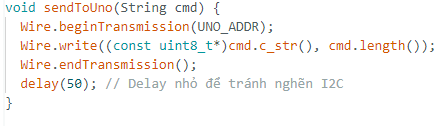 void sendToUno(String cmd) {
  Wire.beginTransmission(UNO_ADDR);
  Wire.write((const uint8_t*)cmd.c_str(), cmd.length());
  Wire.endTransmission();
  delay(50); // Delay nhỏ để tránh nghẽn I2C
}